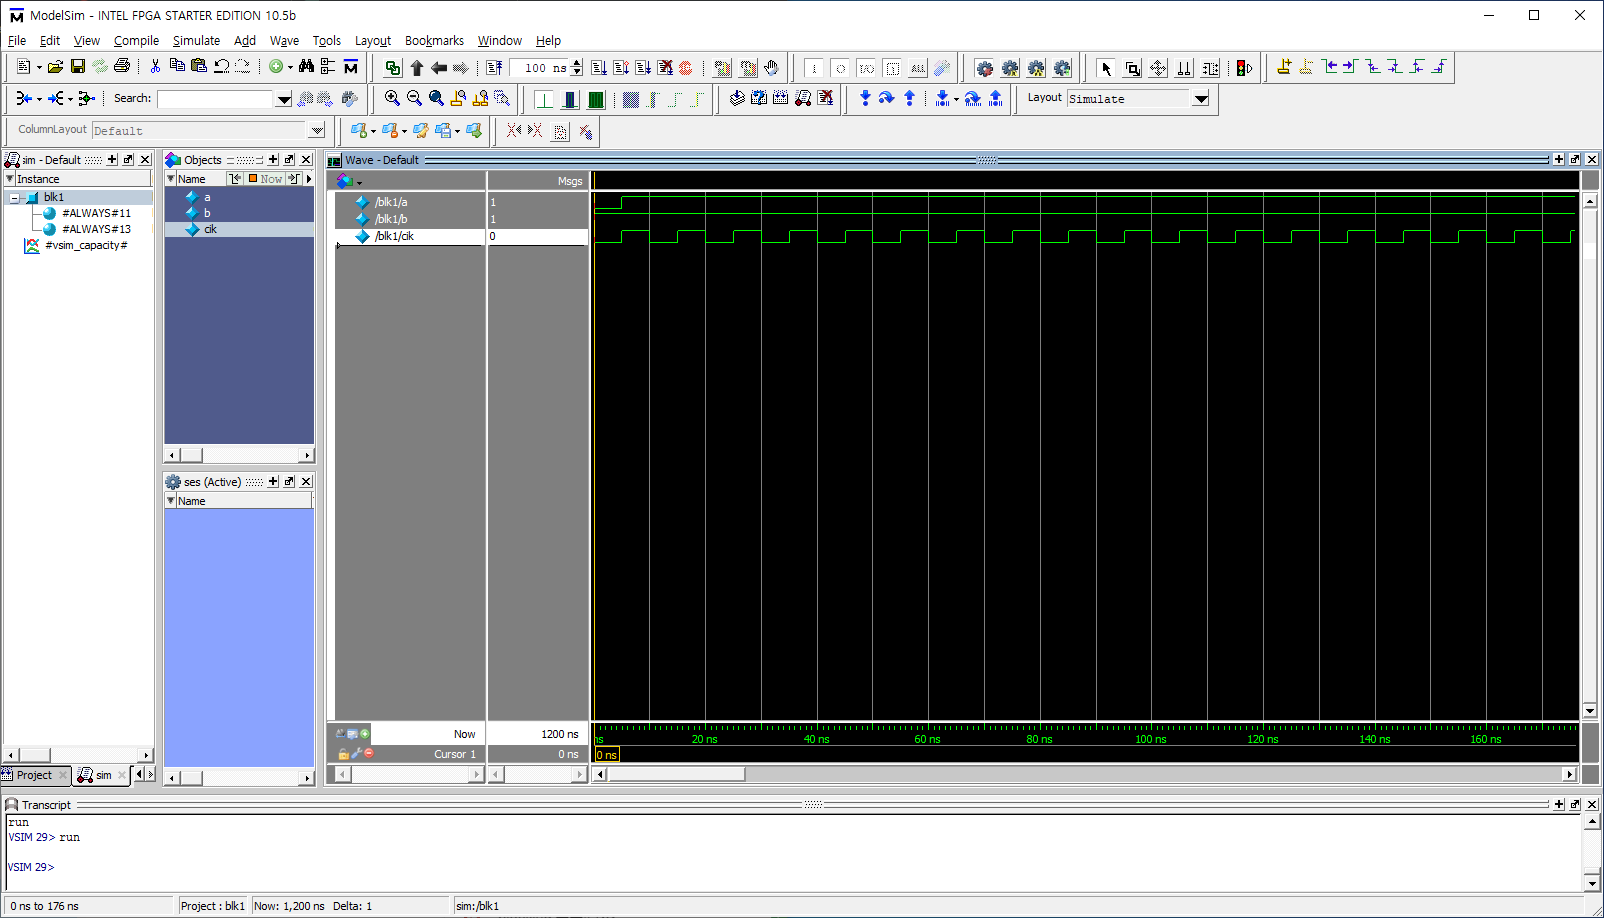 ModelSim - INTEL FPGA STARTER EDITION 10.5b
File Edit View Compile Simulate Add Wave Tools Layout Bookmarks Window Help
100 ns
Search:
Layout Simulate
ColumnLayout Default
sim - Default
Instance
blk1
#ALWAYS#11
#ALWAYS#13
#vsim_capacity#
Objects
Name Now
a
b
cik
ses (Active)
Name
Wave - Default
Msgs
/blk1/a 1
/blk1/b 1
/blk1/cik 0
Now 1200 ns
Cursor 1 0 ns
ns 20 ns 40 ns 60 ns 80 ns 100 ns 120 ns 140 ns 160 ns
0 ns
Project sim
Transcript
run
VSIM 29> run
VSIM 29>
0 ns to 176 ns Project : blk1 Now: 1,200 ns Delta: 1 sim:/blk1